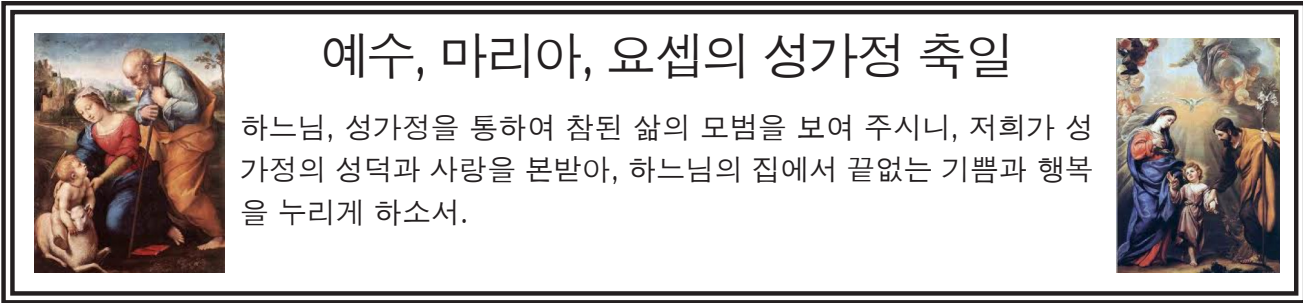 예수, 마리아, 요셉의 성가정 축일
하느님, 성가정을 통하여 참된 삶의 모범을 보여 주시니, 저희가 성
가정의 성덕과 사랑을 본받아, 하느님의 집에서 끝없는 기쁨과 행복
을 누리게 하소서.